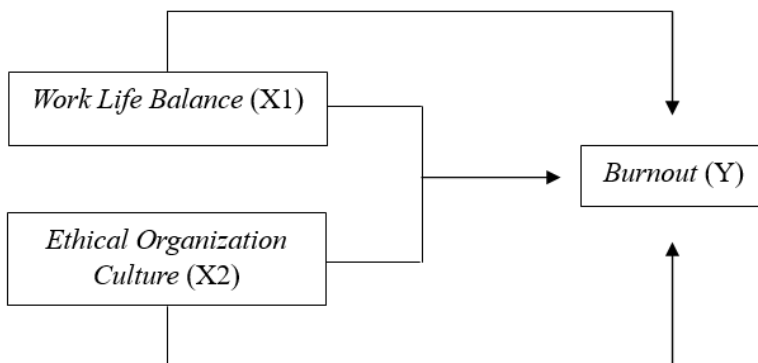 Work Life Balance (X1)
Burnout (Y)
Ethical Organization
Culture (X2)